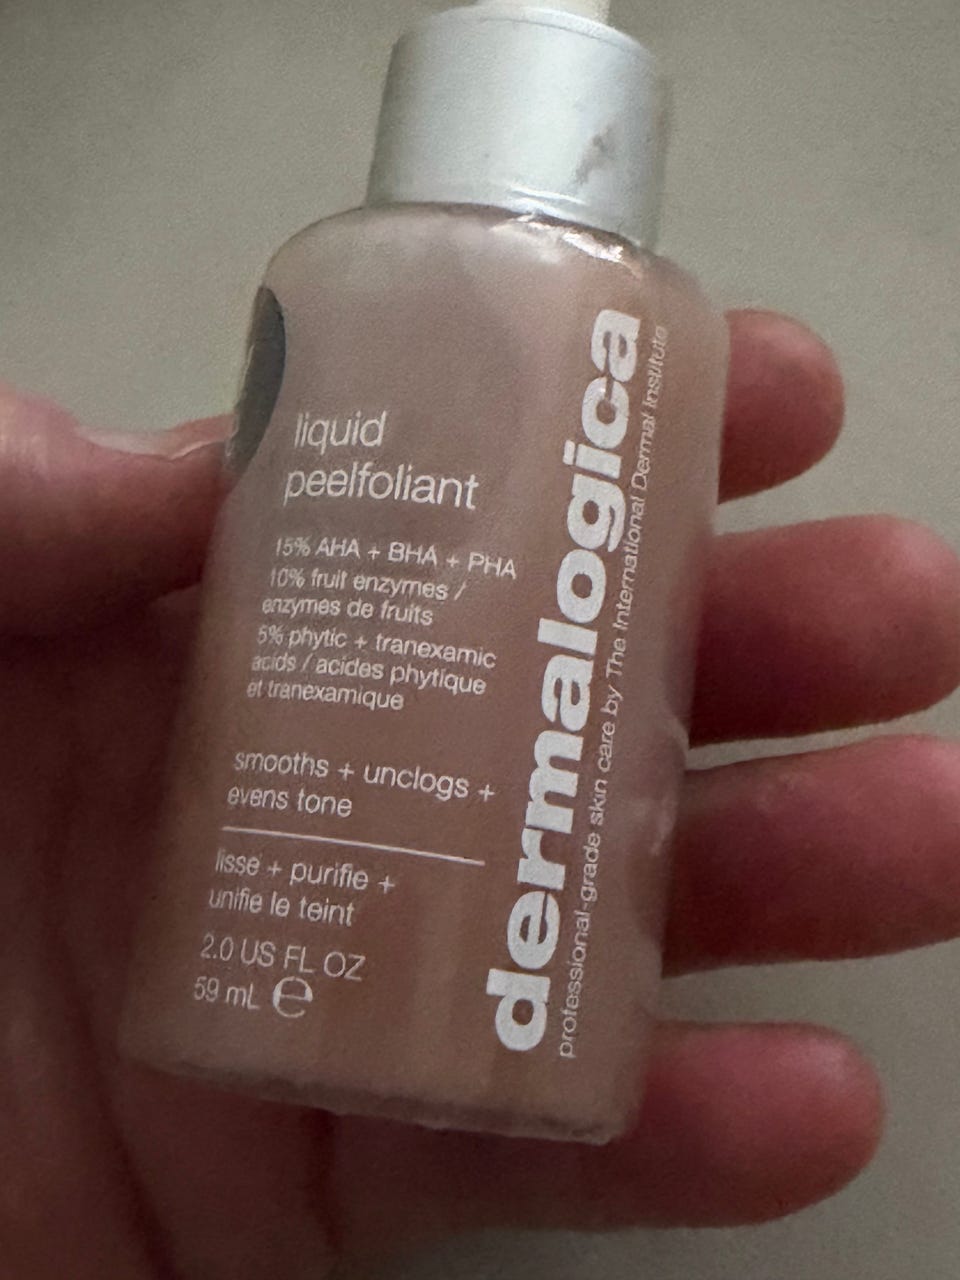 liquid
peelfoliant
15% AHA + BHA + PHA
10% fruit enzymes /
enzymes de fruits
5% phytic + tranexamic
acids / acides phytique
et tranexamique
smooths + unclogs +
evens tone
lisse + purifie +
unifie le teint
2.0 US FL OZ
59 mL e
dermalogica
professional-grade skin care by The International Dermal Institute